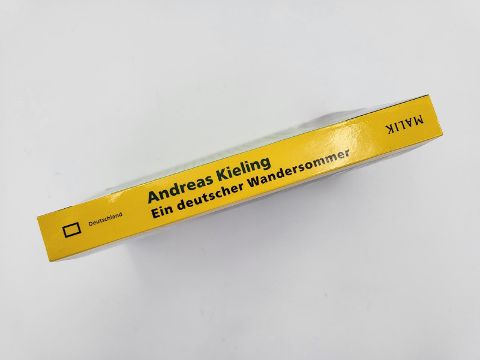 Deutschland
Andreas Kieling
Ein deutscher Wandersommer
MALIK